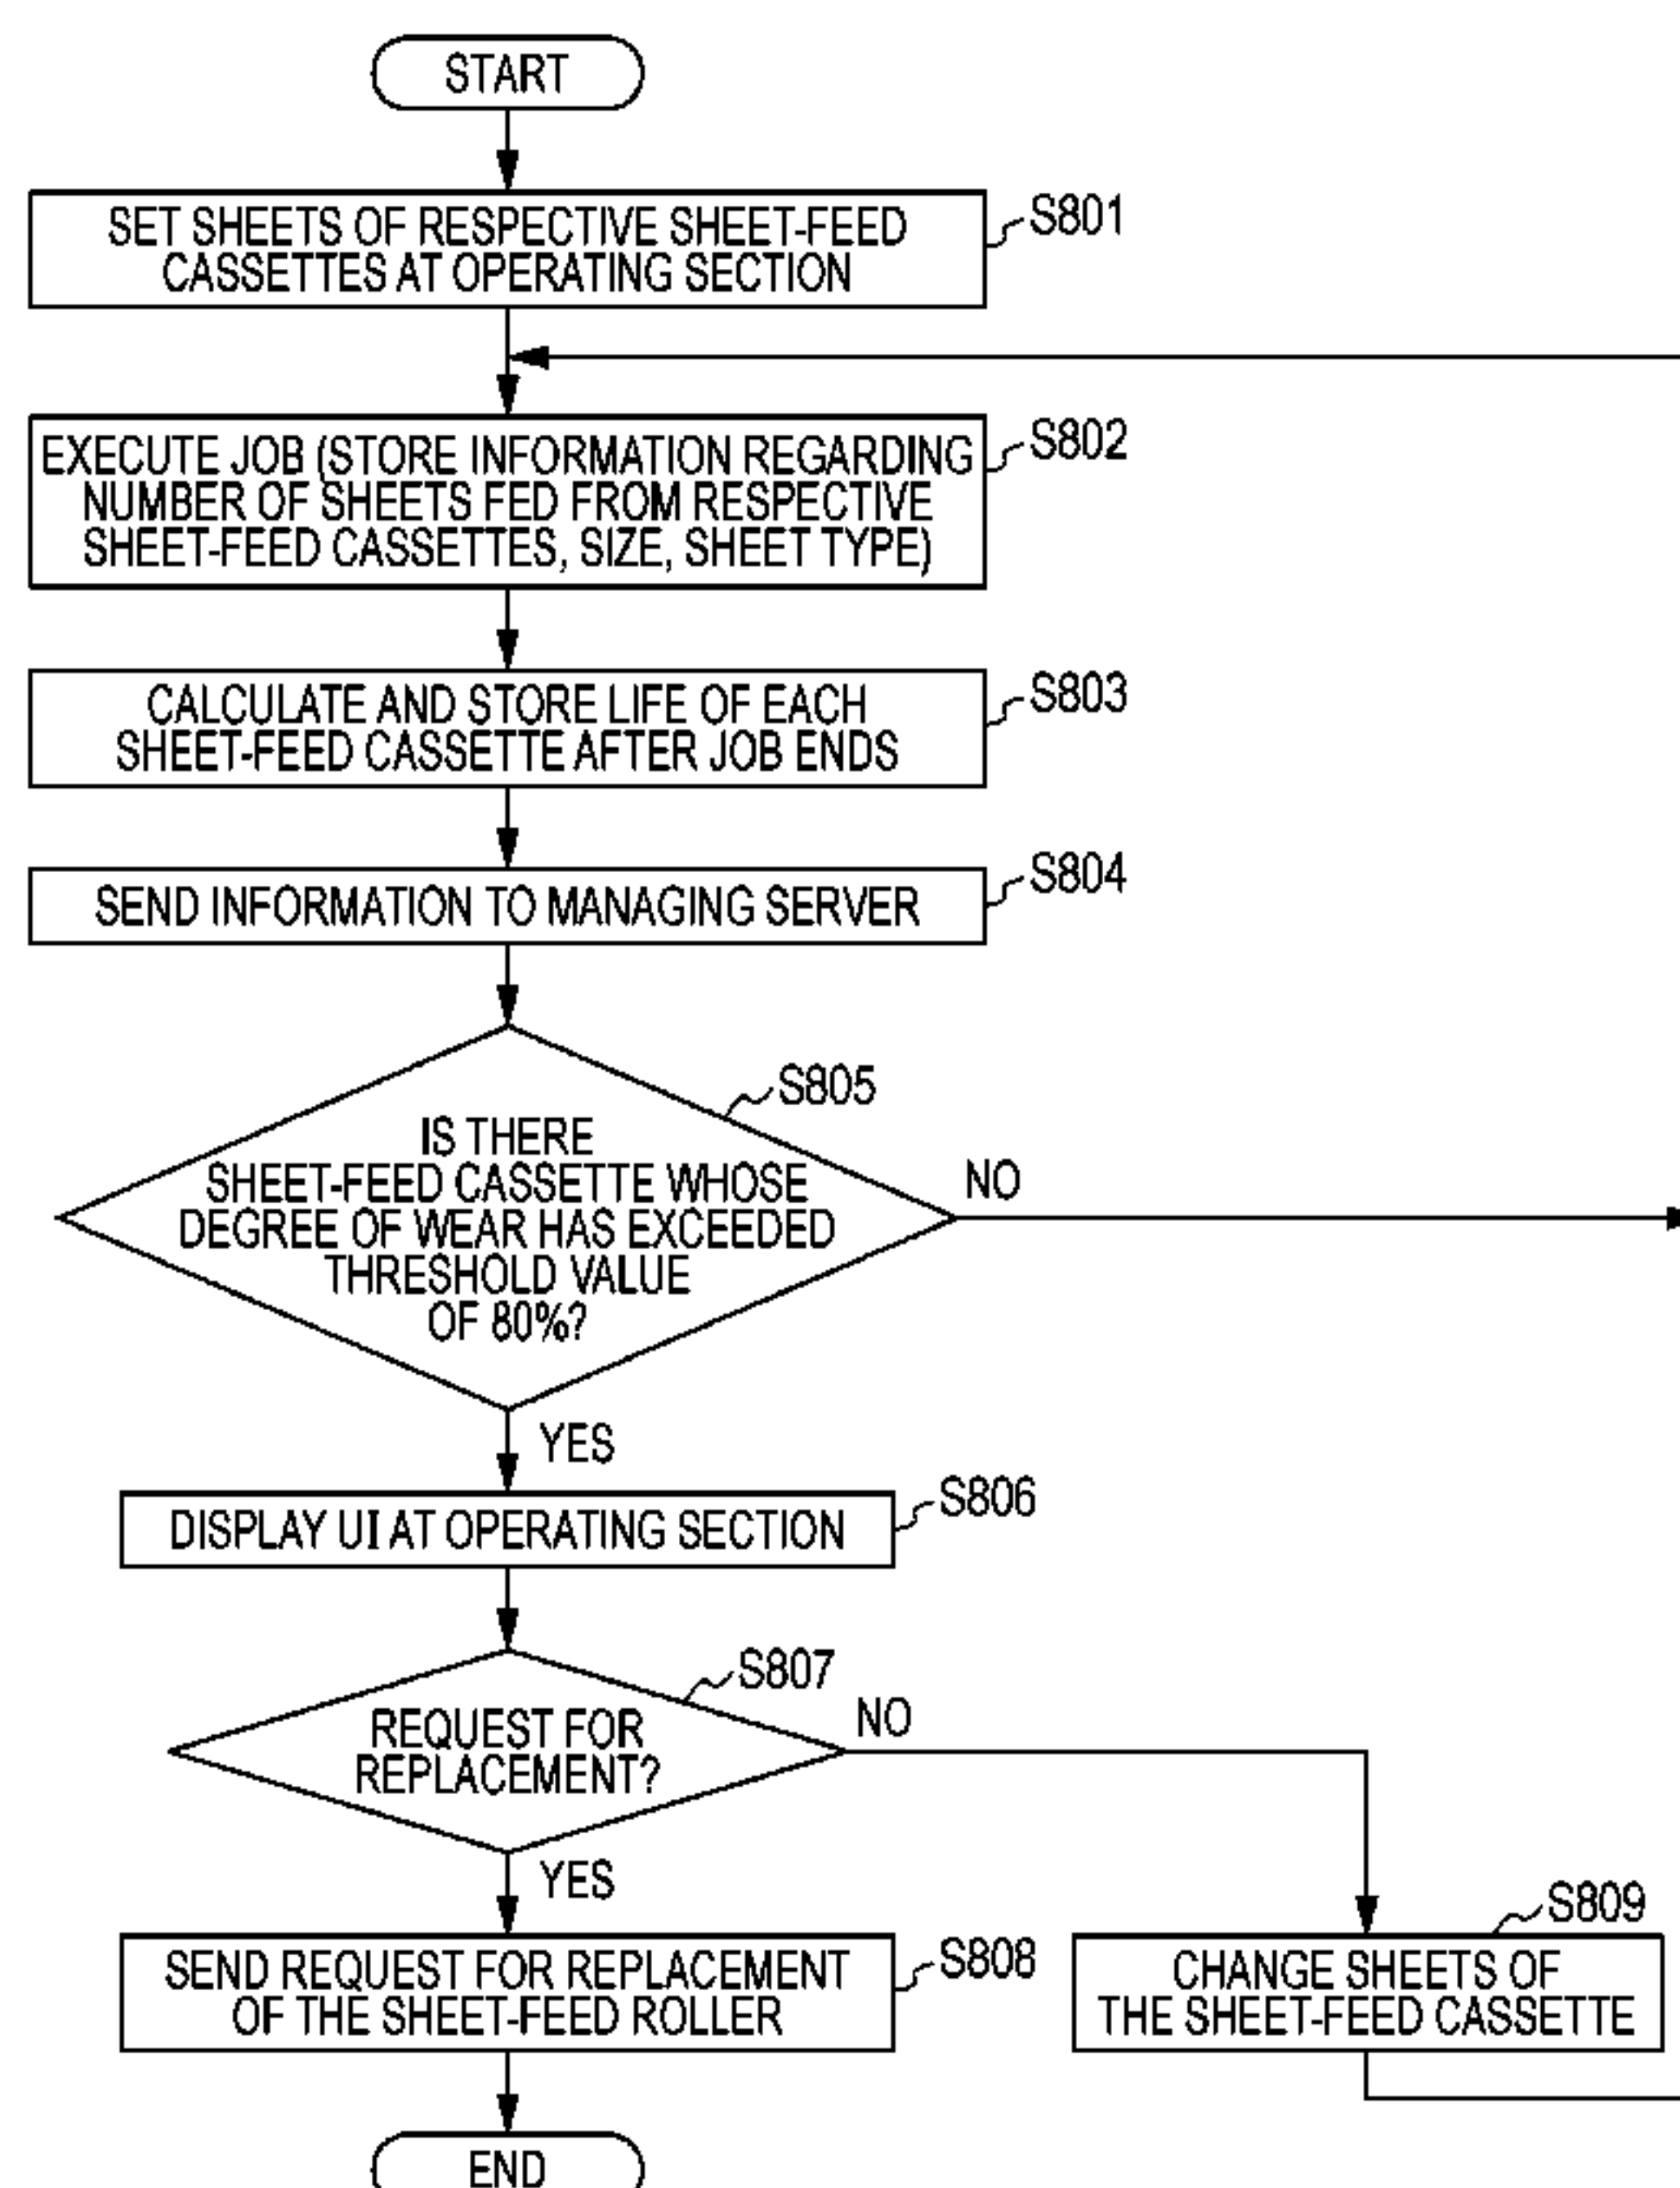 START
SET SHEETS OF RESPECTIVE SHEET-FEED
CASSETTES AT OPERATING SECTION
S801
EXECUTE JOB (STORE INFORMATION REGARDING
NUMBER OF SHEETS FED FROM RESPECTIVE
SHEET-FEED CASSETTES, SIZE, SHEET TYPE)
S802
CALCULATE AND STORE LIFE OF EACH
SHEET-FEED CASSETTE AFTER JOB ENDS
S803
SEND INFORMATION TO MANAGING SERVER
S804
S805
IS THERE
SHEET-FEED CASSETTE WHOSE
DEGREE OF WEAR HAS EXCEEDED
THRESHOLD VALUE
OF 80%?
NO
YES
DISPLAY UI AT OPERATING SECTION
S806
S807
REQUEST FOR
REPLACEMENT?
NO
YES
SEND REQUEST FOR REPLACEMENT
OF THE SHEET-FEED ROLLER
S808
S809
CHANGE SHEETS OF
THE SHEET-FEED CASSETTE
END